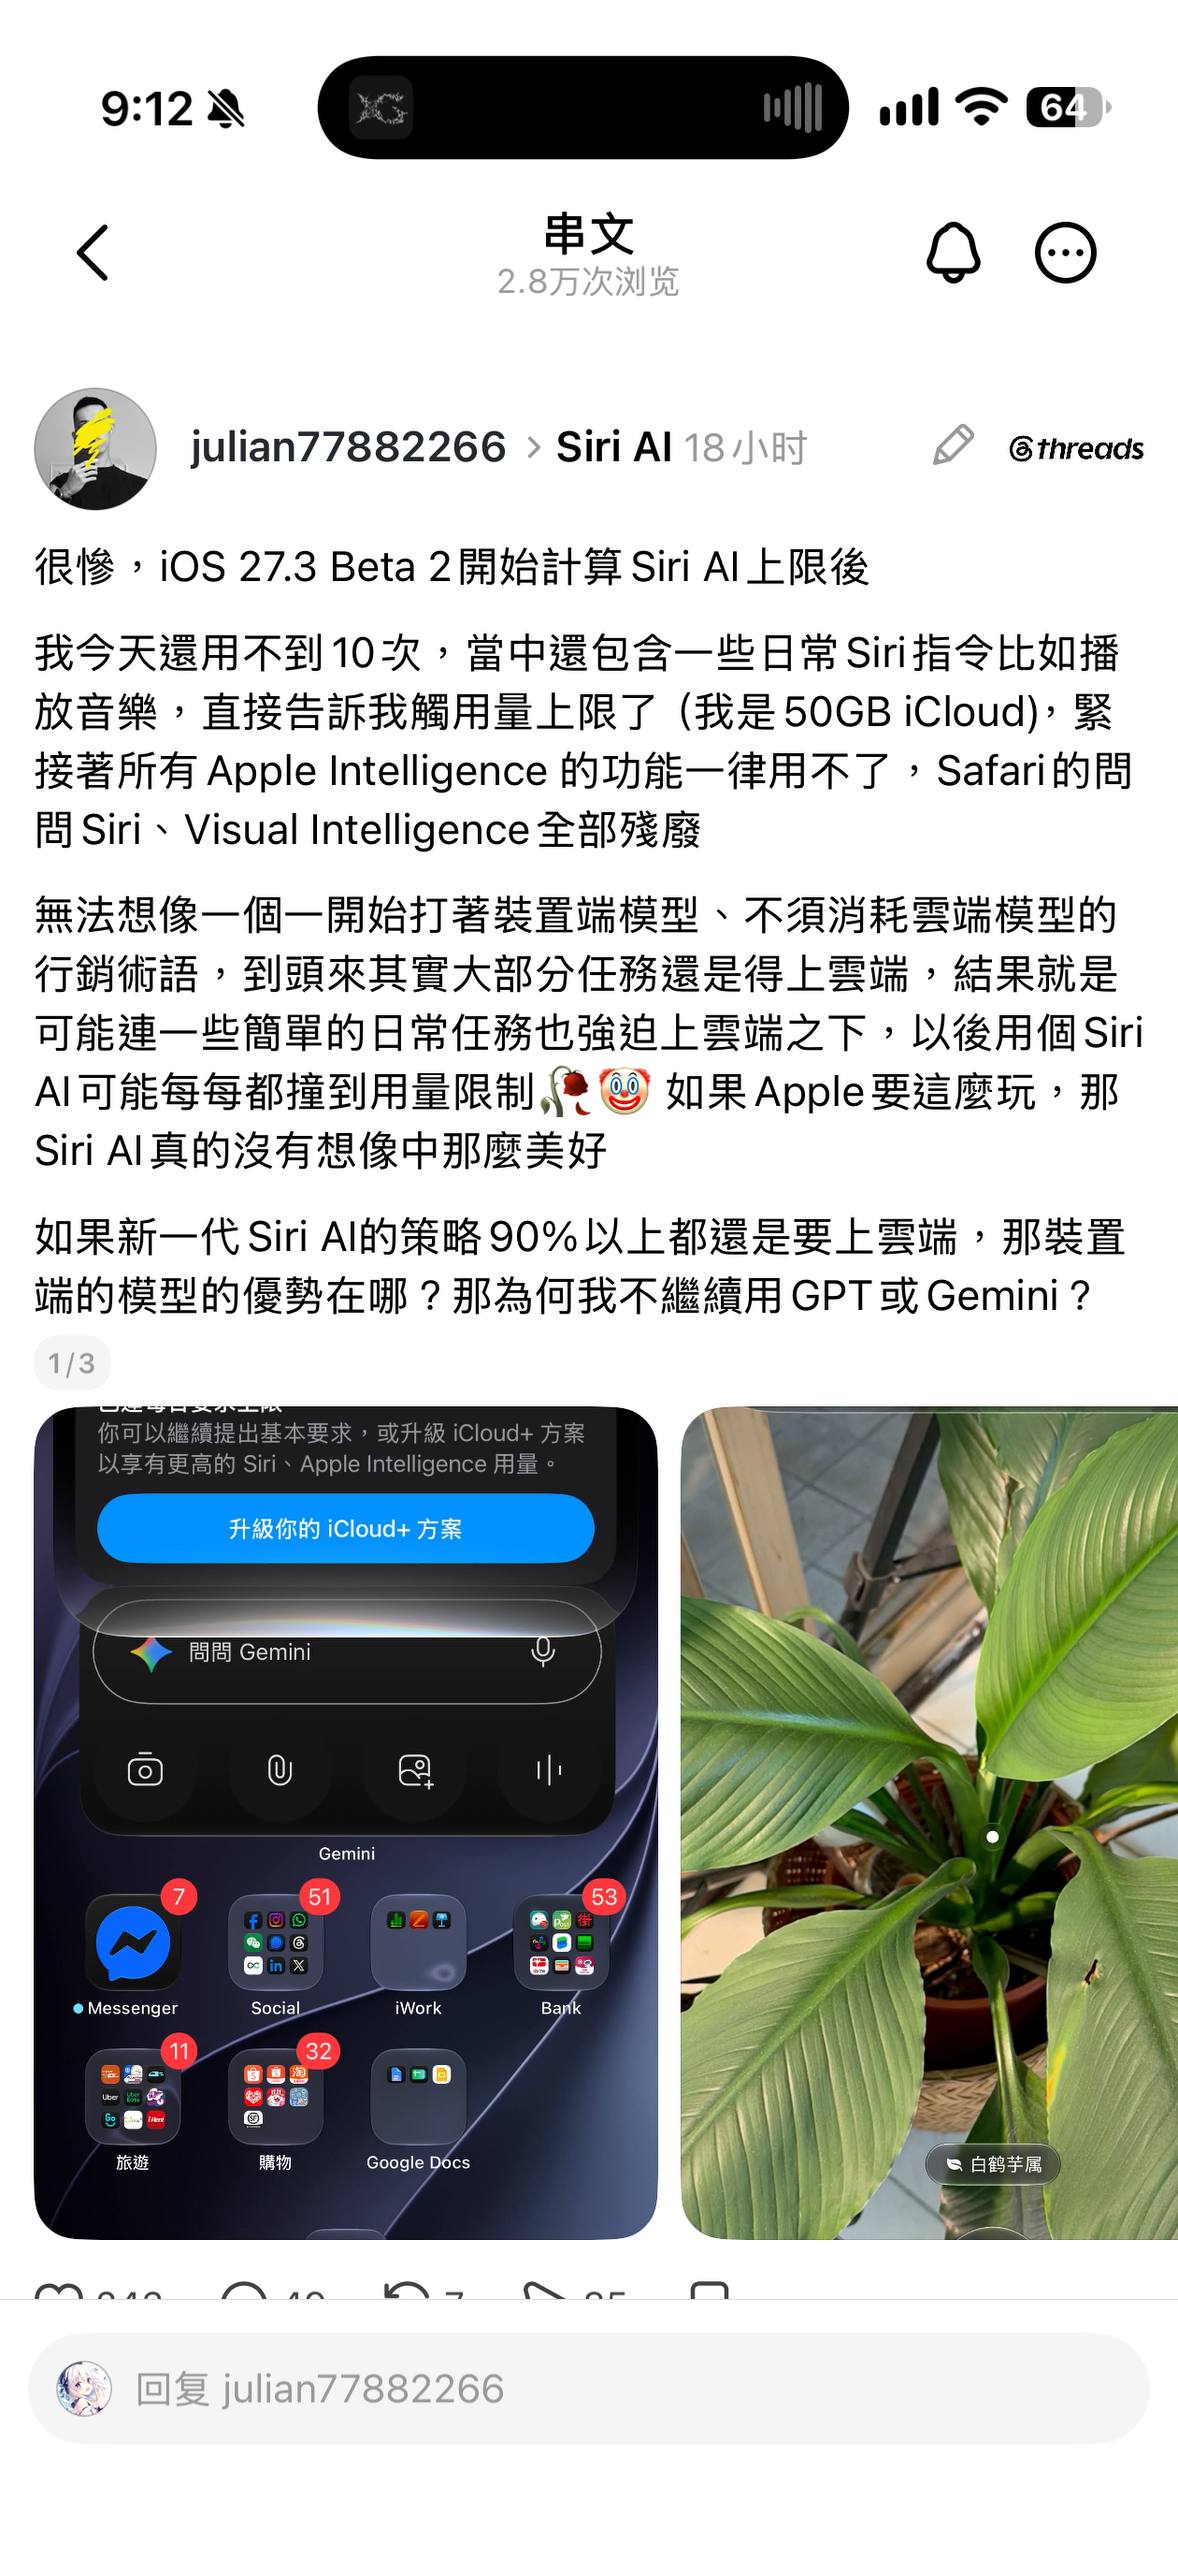 9:12
64
串文
2.8万次浏览
julian77882266 > Siri AI 18小时
threads
很慘，iOS 27.3 Beta 2開始計算Siri AI上限後
我今天還用不到10次，當中還包含一些日常Siri指令比如播
放音樂，直接告訴我觸用量上限了（我是50GB iCloud)，緊
接著所有Apple Intelligence 的功能一律用不了，Safari的問
問Siri、Visual Intelligence全部殘廢
無法想像一個一開始打著裝置端模型、不須消耗雲端模型的
行銷術語，到頭來其實大部分任務還是得上雲端，結果就是
可能連一些簡單的日常任務也強迫上雲端之下，以後用個Siri
AI可能每每都撞到用量限制🥀🤡 如果Apple要這麼玩，那
Siri AI真的沒有想像中那麼美好
如果新一代Siri AI的策略90%以上都還是要上雲端，那裝置
端的模型的優勢在哪？那為何我不繼續用GPT或Gemini？
1/3
你可以繼續提出基本要求，或升級 iCloud+ 方案
以享有更高的 Siri、Apple Intelligence 用量。
升級你的 iCloud+ 方案
問問 Gemini
Gemini
7
51
53
Messenger
Social
iWork
Bank
11
32
旅遊
購物
Google Docs
白鹤芋属
回复 julian77882266